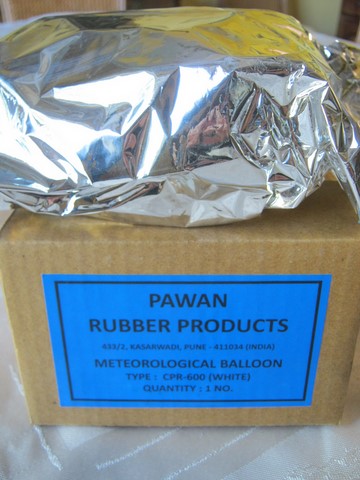 PAWAN
RUBBER PRODUCTS
433/2, KASARWADI, PUNE - 411034 (INDIA)
METEOROLOGICAL BALLOON
TYPE : CPR-600 (WHITE)
QUANTITY : 1 NO.